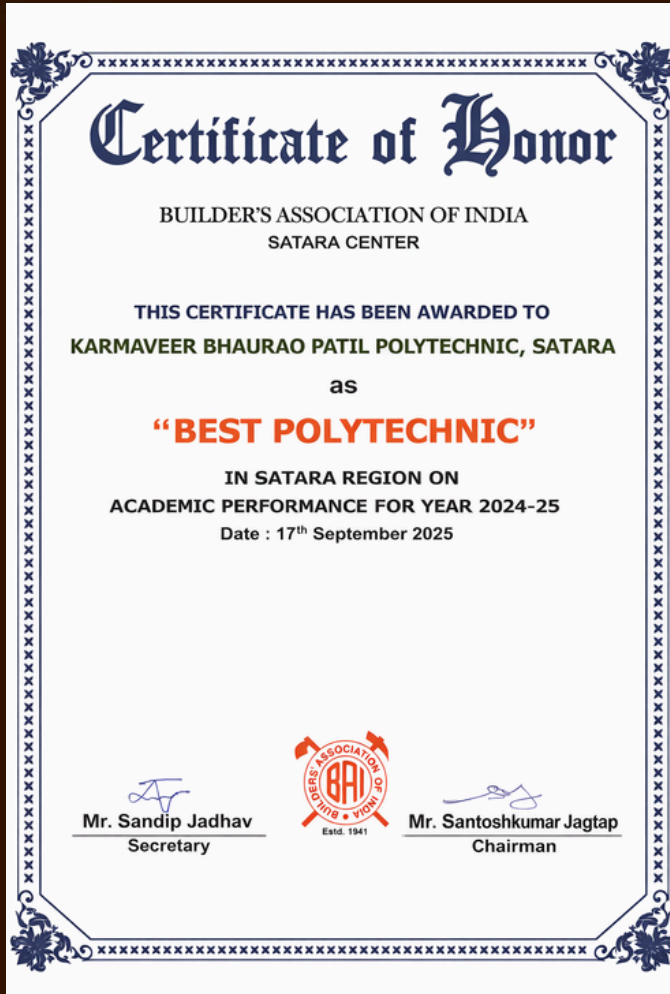 Certificate of Honor
BUILDER'S ASSOCIATION OF INDIA
SATARA CENTER
THIS CERTIFICATE HAS BEEN AWARDED TO
KARMAVEER BHAURAO PATIL POLYTECHNIC, SATARA
as
“BEST POLYTECHNIC”
IN SATARA REGION ON
ACADEMIC PERFORMANCE FOR YEAR 2024-25
Date : 17th September 2025
BUILDERS' ASSOCIATION OF INDIA
BAI
Estd. 1941
Mr. Sandip Jadhav
Secretary
Mr. Santoshkumar Jagtap
Chairman